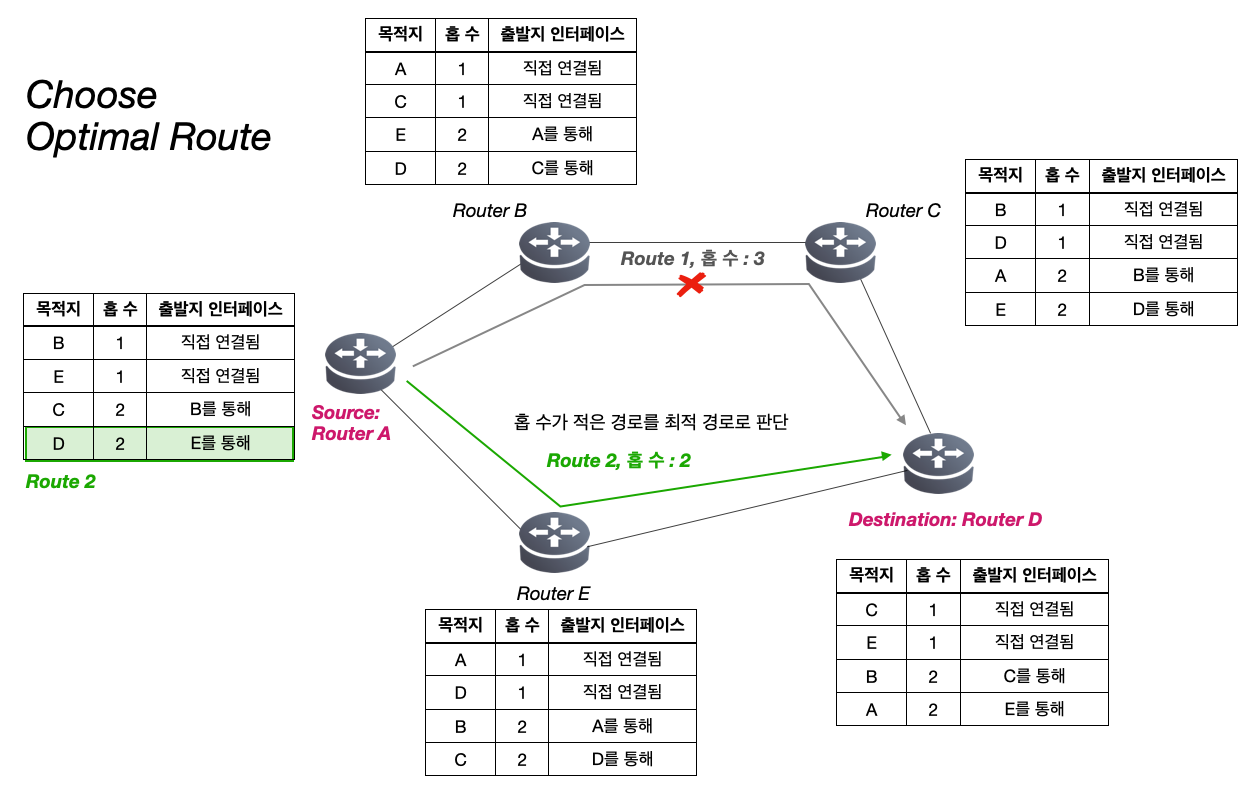 Choose
Optimal Route
목적지 홉 수 출발지 인터페이스
A 1 직접 연결됨
C 1 직접 연결됨
E 2 A를 통해
D 2 C를 통해
Router B
Router C
목적지 홉 수 출발지 인터페이스
B 1 직접 연결됨
D 1 직접 연결됨
A 2 B를 통해
E 2 D를 통해
Route 1, 홉 수 : 3
목적지 홉 수 출발지 인터페이스
B 1 직접 연결됨
E 1 직접 연결됨
C 2 B를 통해
D 2 E를 통해
Route 2
Source:
Router A
홉 수가 적은 경로를 최적 경로로 판단
Route 2, 홉 수 : 2
Destination: Router D
Router E
목적지 홉 수 출발지 인터페이스
A 1 직접 연결됨
D 1 직접 연결됨
B 2 A를 통해
C 2 D를 통해
목적지 홉 수 출발지 인터페이스
C 1 직접 연결됨
E 1 직접 연결됨
B 2 C를 통해
A 2 E를 통해